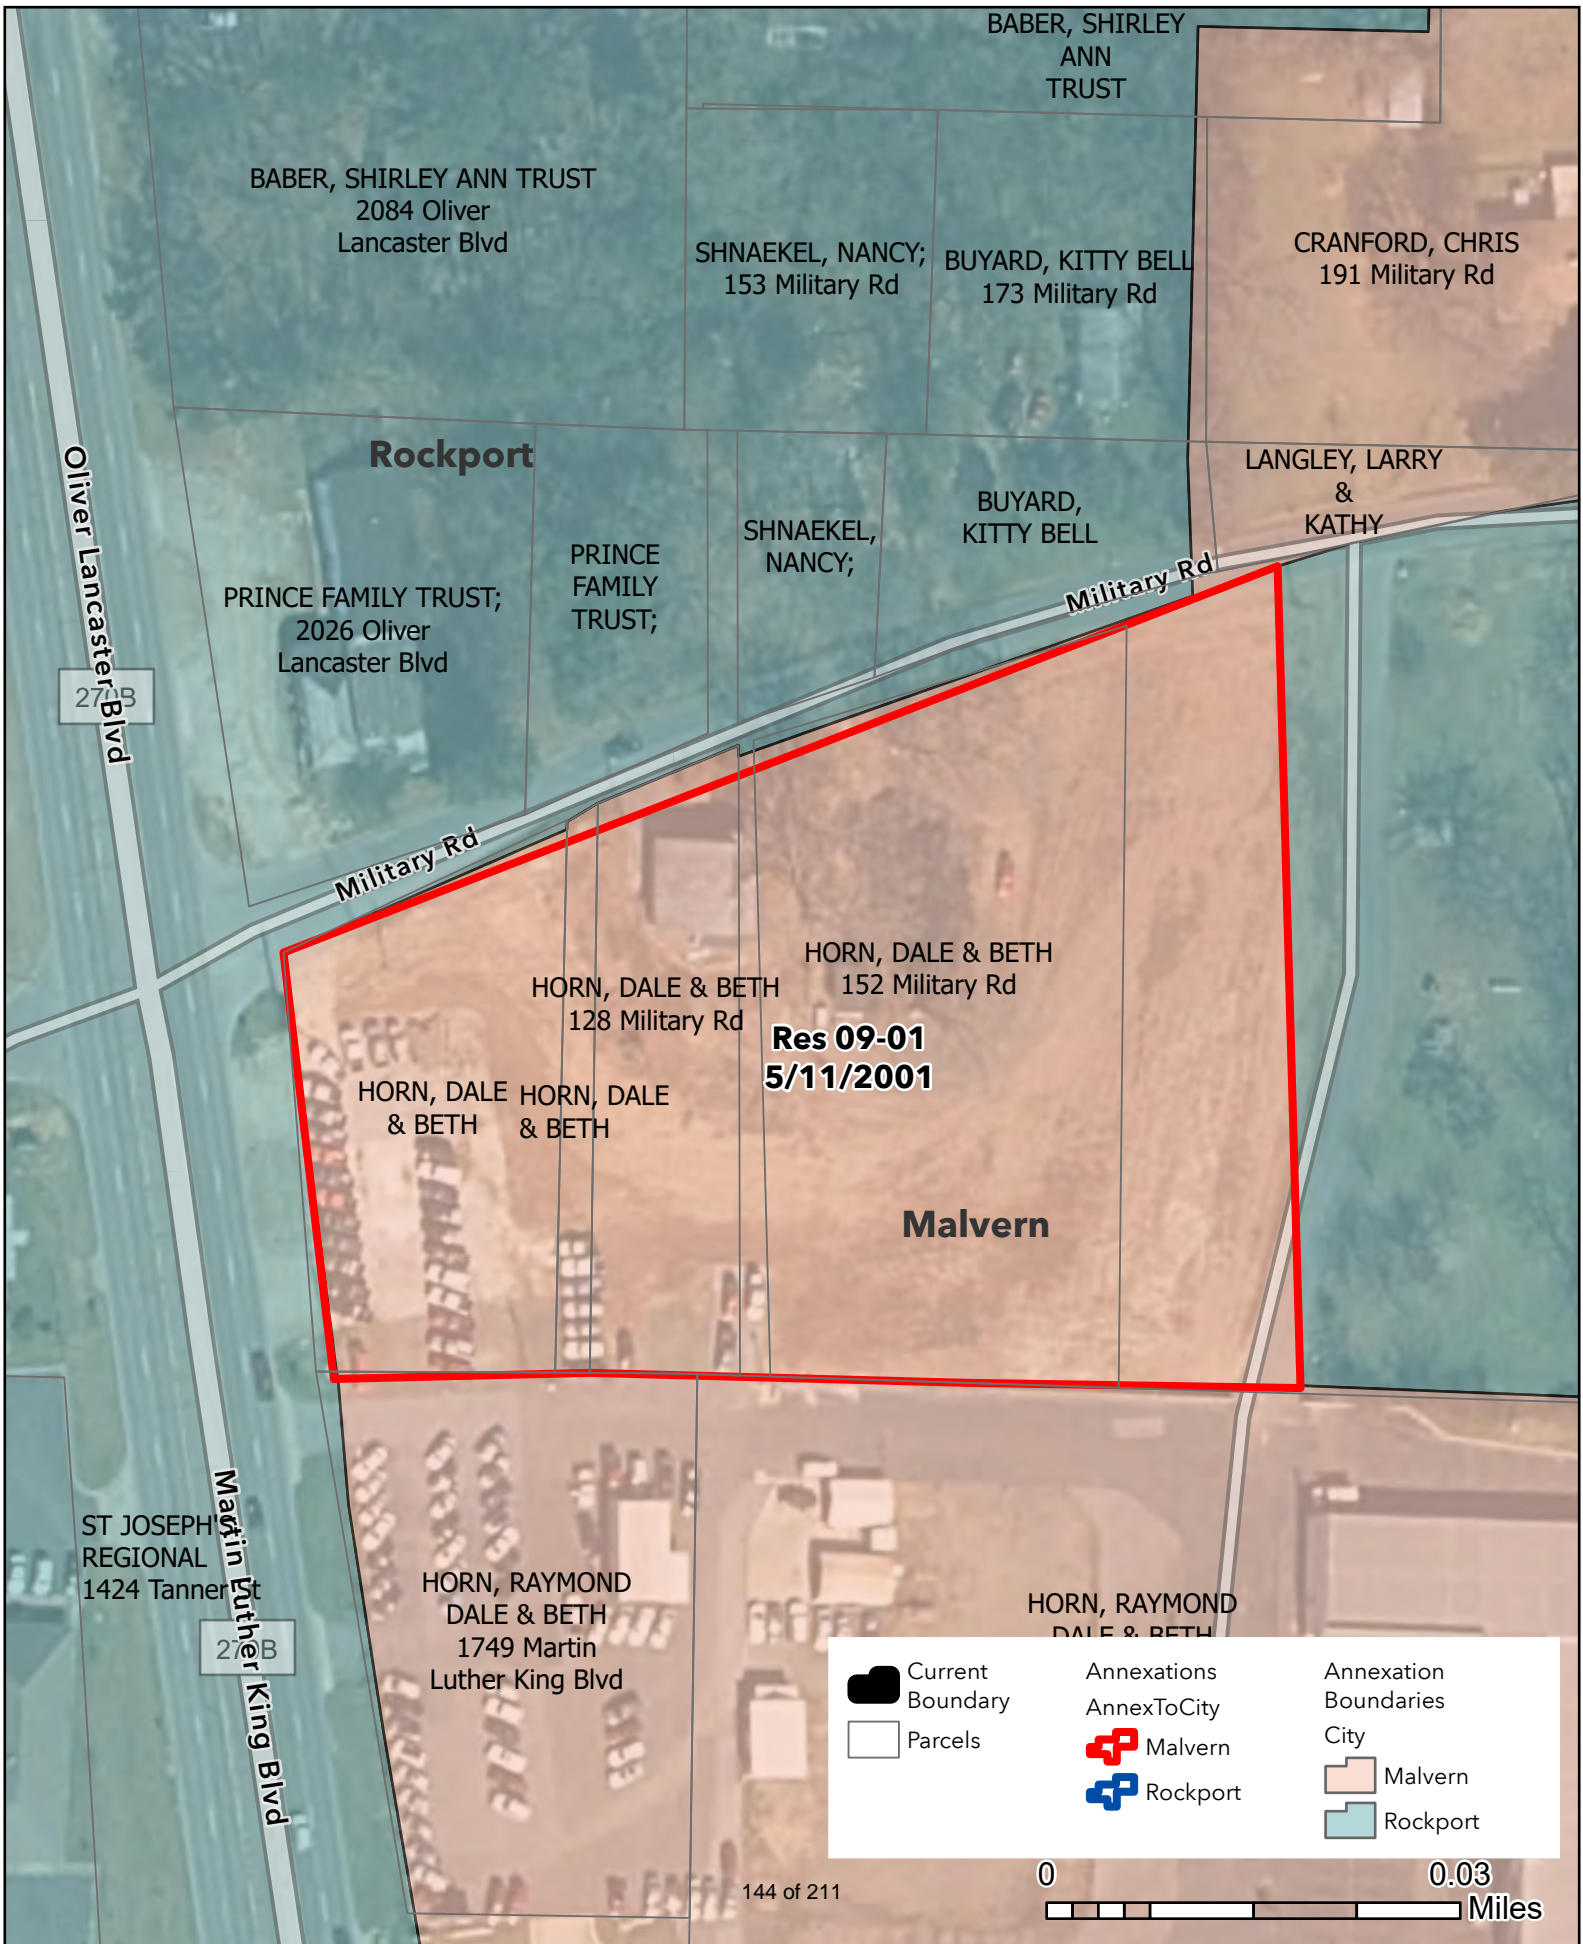 BABER, SHIRLEY
ANN
TRUST
BABER, SHIRLEY ANN TRUST
2084 Oliver
Lancaster Blvd
SHNAEKEL, NANCY;
153 Military Rd
BUYARD, KITTY BELL
173 Military Rd
CRANFORD, CHRIS
191 Military Rd
Rockport
LANGLEY, LARRY
&
KATHY
Oliver Lancaster Blvd
BUYARD,
KITTY BELL
SHNAEKEL,
NANCY;
PRINCE
FAMILY
TRUST;
PRINCE FAMILY TRUST;
2026 Oliver
Lancaster Blvd
Military Rd
270B
Military Rd
HORN, DALE & BETH
152 Military Rd
HORN, DALE & BETH
128 Military Rd
Res 09-01
5/11/2001
HORN, DALE
& BETH
HORN, DALE
& BETH
Malvern
Martin Luther King Blvd
ST JOSEPH'S
REGIONAL
1424 Tanner St
270B
HORN, RAYMOND
DALE & BETH
1749 Martin
Luther King Blvd
HORN, RAYMOND
DALE & BETH
Current
Boundary
Parcels
Annexations
AnnexToCity
Malvern
Rockport
Annexation
Boundaries
City
Malvern
Rockport
144 of 211
0
0.03
Miles